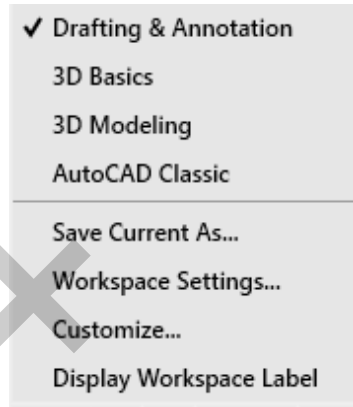 Drafting & Annotation
3D Basics
3D Modeling
AutoCAD Classic
Save Current As...
Workspace Settings...
Customize...
Display Workspace Label